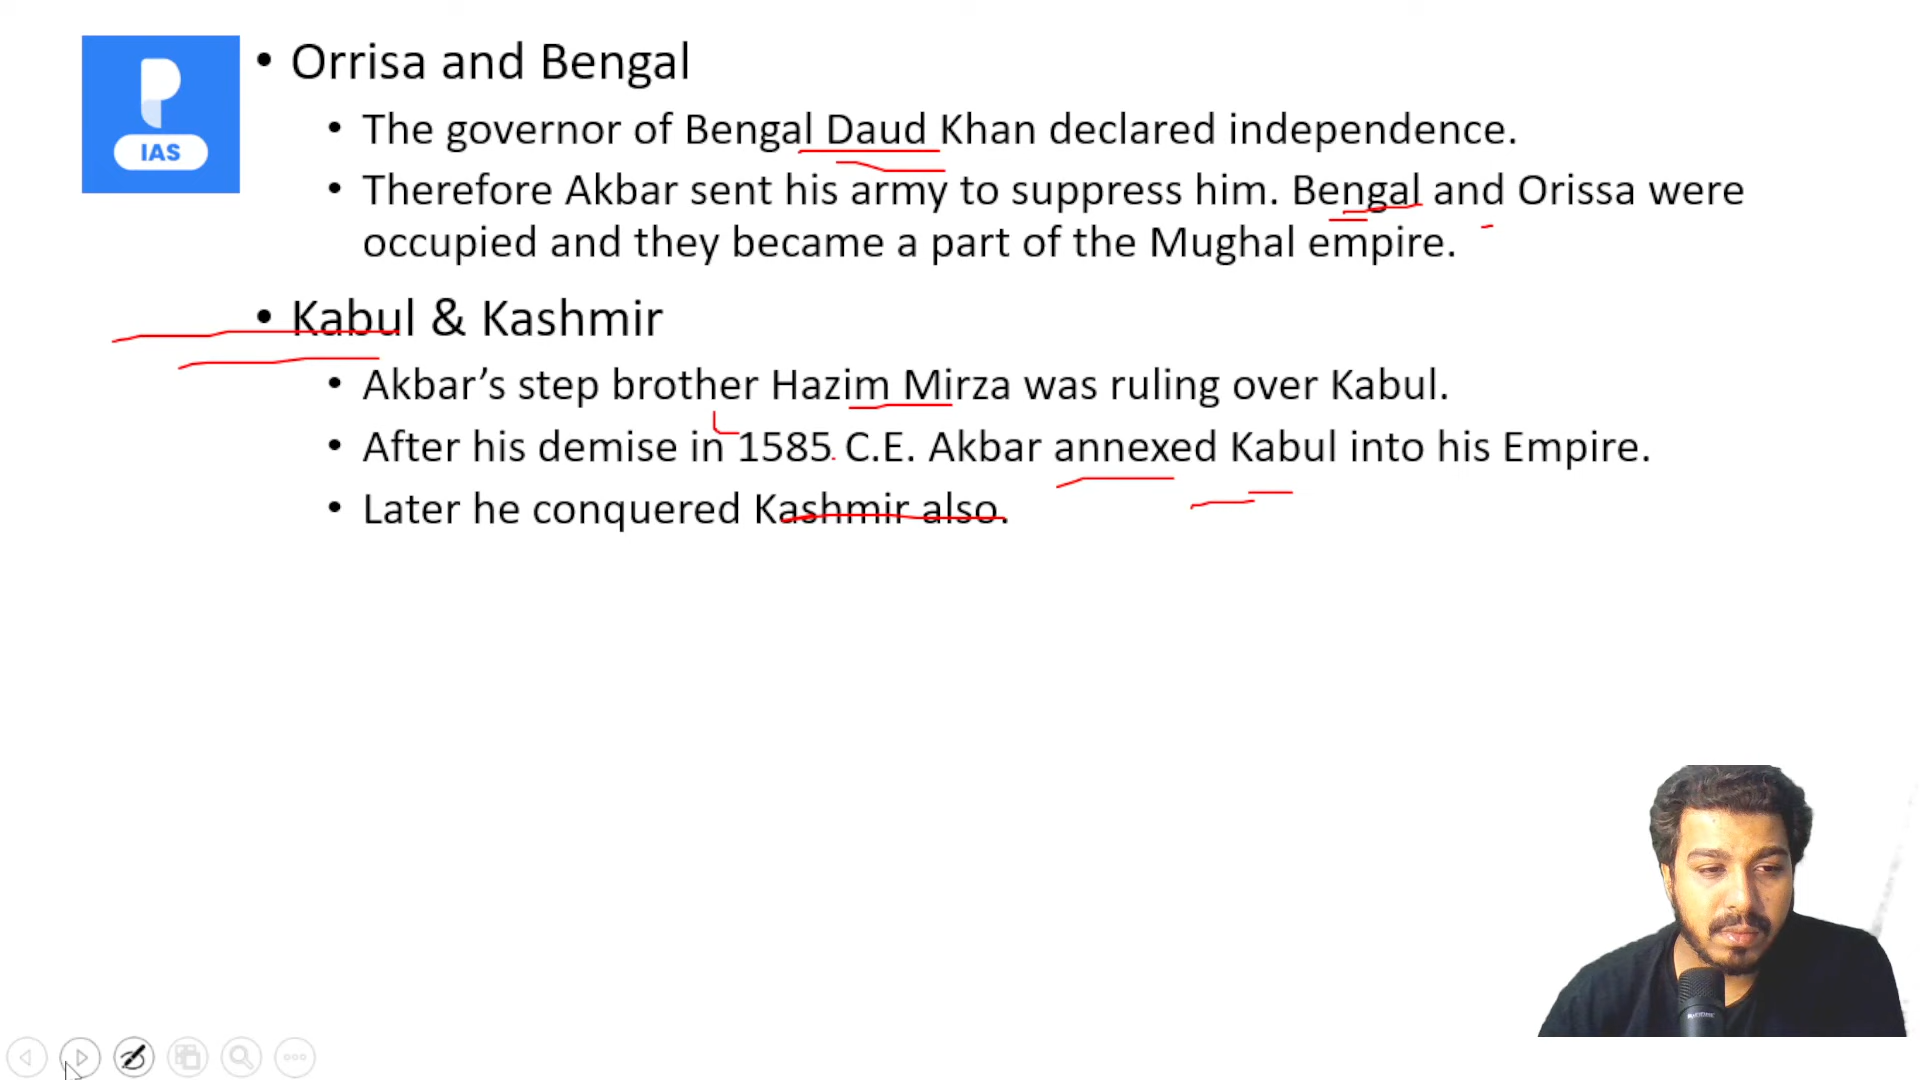 IAS
• Orrisa and Bengal
• The governor of Bengal Daud Khan declared independence.
• Therefore Akbar sent his army to suppress him. Bengal and Orissa were
occupied and they became a part of the Mughal empire.
• Kabul & Kashmir
• Akbar’s step brother Hazim Mirza was ruling over Kabul.
• After his demise in 1585 C.E. Akbar annexed Kabul into his Empire.
• Later he conquered Kashmir also.